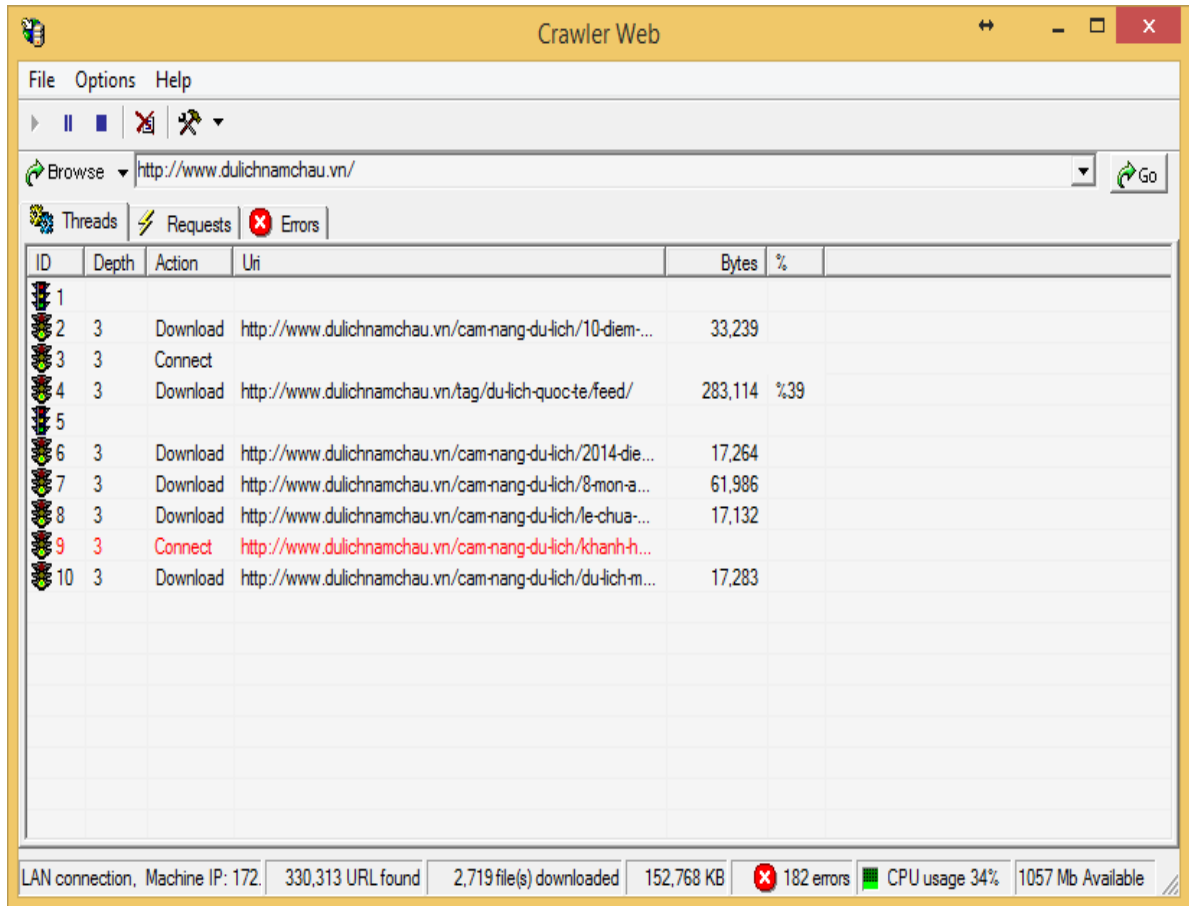 Crawler Web
File Options Help
Browse http://www.dulichnamchau.vn/ Go
Threads Requests Errors
ID Depth Action Uri Bytes %
1
2 3 Download http://www.dulichnamchau.vn/cam-nang-du-lich/10-diem-... 33,239
3 3 Connect
4 3 Download http://www.dulichnamchau.vn/tag/du-lich-quoc-te/feed/ 283,114 %39
5
6 3 Download http://www.dulichnamchau.vn/cam-nang-du-lich/2014-die... 17,264
7 3 Download http://www.dulichnamchau.vn/cam-nang-du-lich/8-mon-a... 61,986
8 3 Download http://www.dulichnamchau.vn/cam-nang-du-lich/le-chua-... 17,132
9 3 Connect http://www.dulichnamchau.vn/cam-nang-du-lich/khanh-h...
10 3 Download http://www.dulichnamchau.vn/cam-nang-du-lich/du-lich-m... 17,283
LAN connection, Machine IP: 172. 330,313 URL found 2,719 file(s) downloaded 152,768 KB 182 errors CPU usage 34% 1057 Mb Available